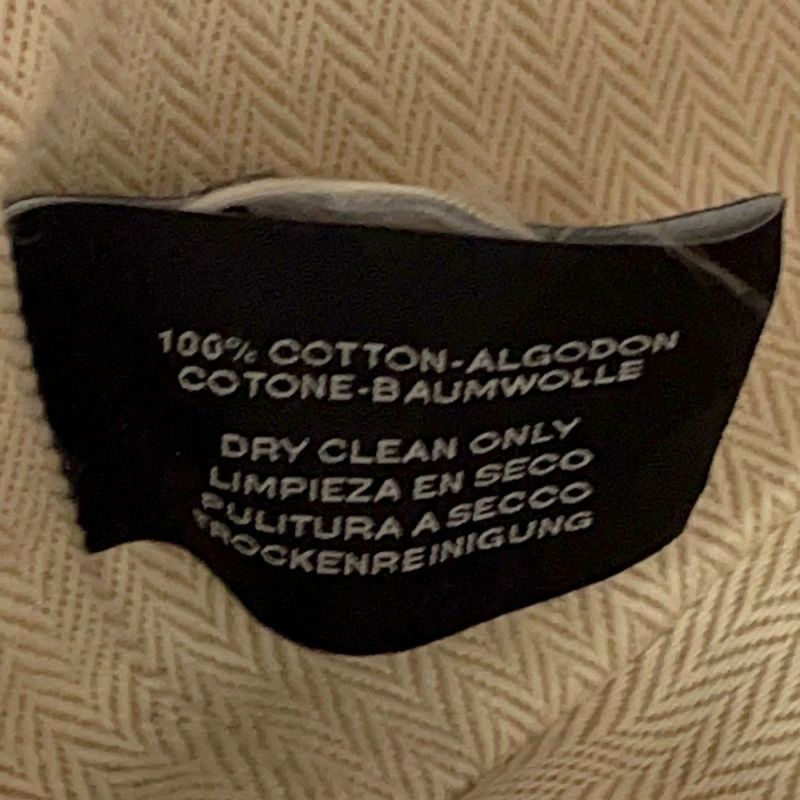 100% COTTON-ALGODON
COTONE-BAUMWOLLE
DRY CLEAN ONLY
LIMPIEZA EN SECO
PULITURA A SECCO
TROCKENREINIGUNG